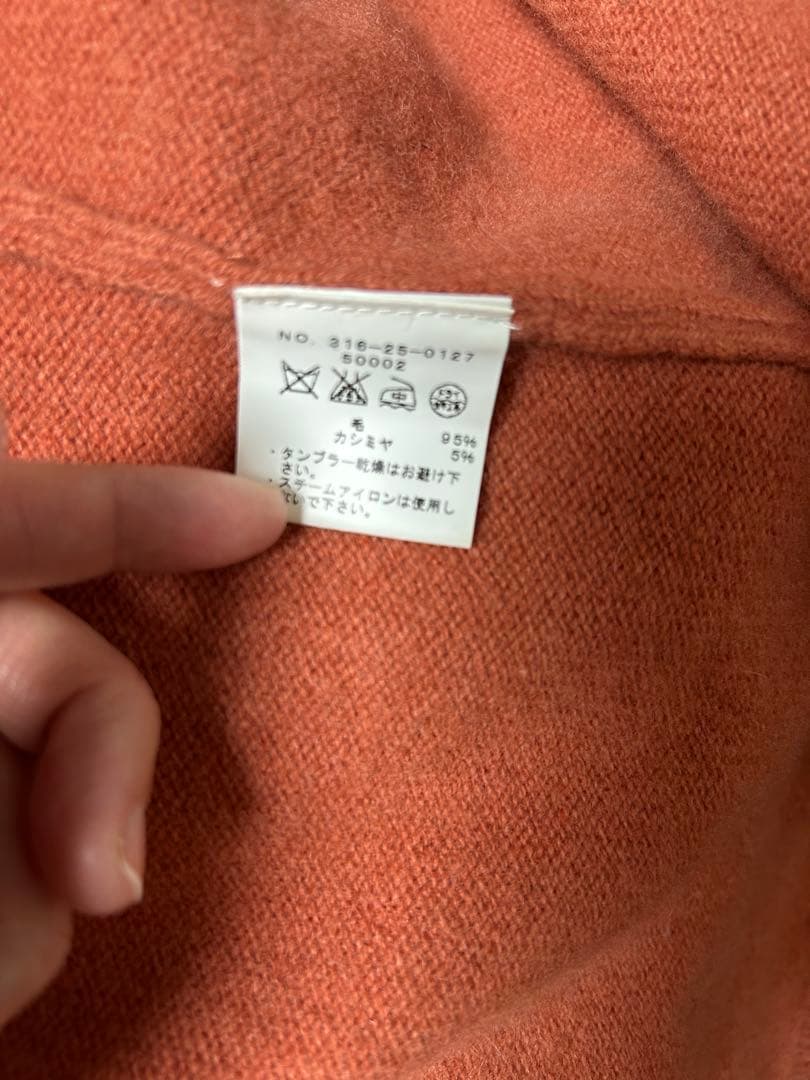 NO. 316-25-0127
50002
中
毛 95%
カシミヤ 5%
・タンブラー乾燥はお避け下
さい。
・スチームアイロンは使用し
ないで下さい。